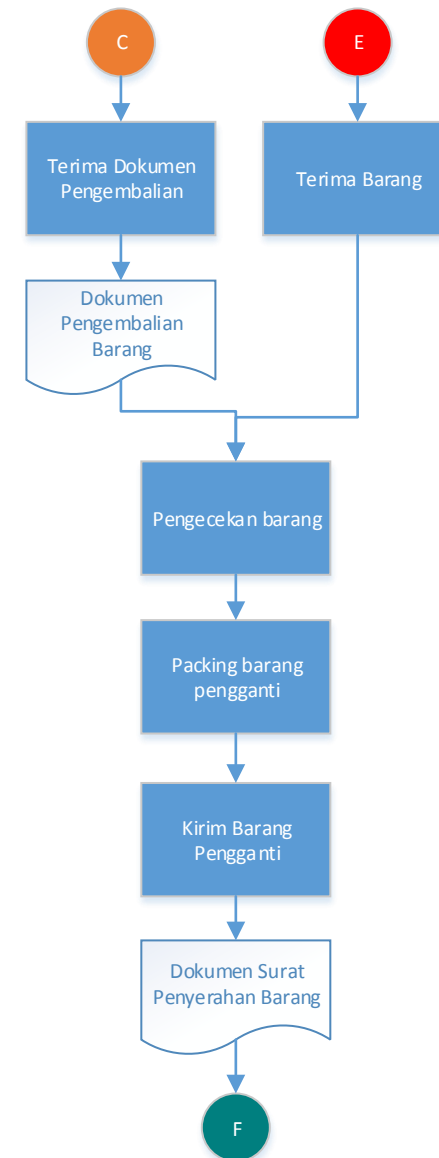 C
E
Terima Dokumen
Pengembalian
Terima Barang
Dokumen
Pengembalian
Barang
Pengecekan barang
Packing barang
pengganti
Kirim Barang
Pengganti
Dokumen Surat
Penyerahan Barang
F